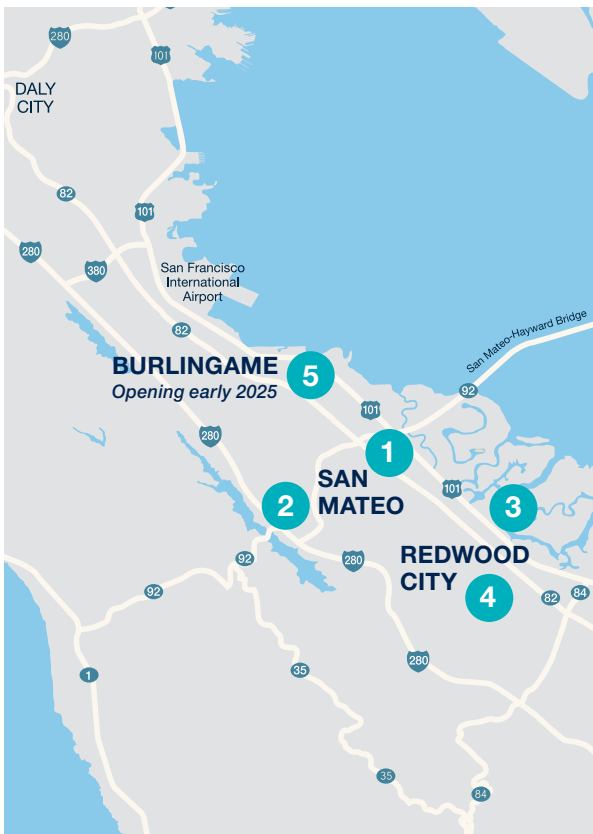 280
101
DALY
CITY
82
101
280
380
San Francisco
International
Airport
82
San Mateo-Hayward Bridge
BURLINGAME
Opening early 2025
5
92
101
280
1
SAN
MATEO
2
101
3
REDWOOD
CITY
4
92
280
92
84
82
280
1
35
35
84